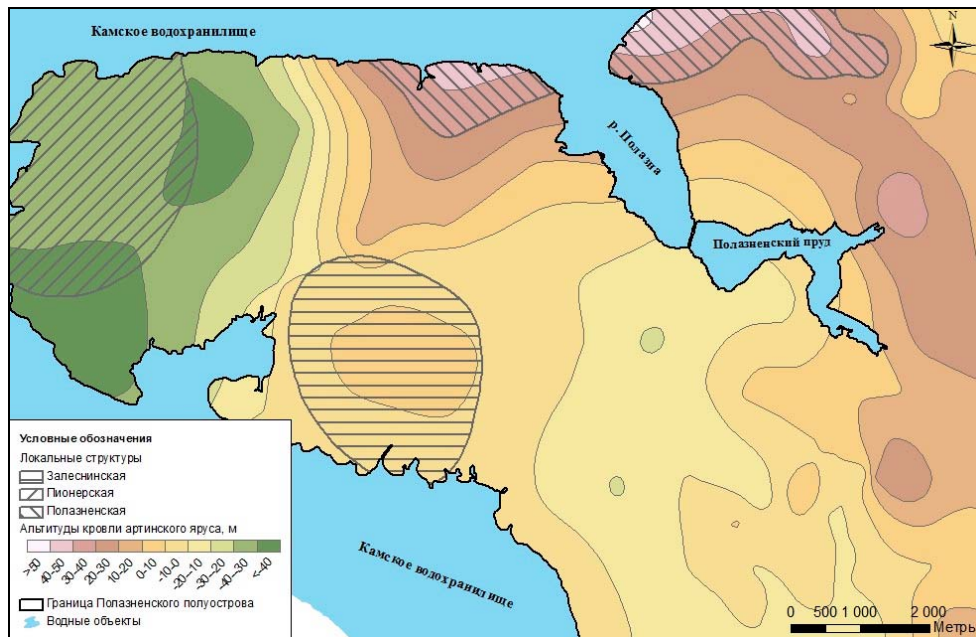 Камское водохранилище
N
р. Полазна
Полазненский пруд
Камское водохранилище
Условные обозначения
Локальные структуры
Залеснинская
Пионерская
Полазненская
Альтитуды кровли артинского яруса, м
>50
40-50
30-40
20-30
10-20
0-10
-10-0
-20--10
-30--20
-40--30
<-40
Граница Полазненского полуострова
Водные объекты
0 500 1 000 2 000
Метры